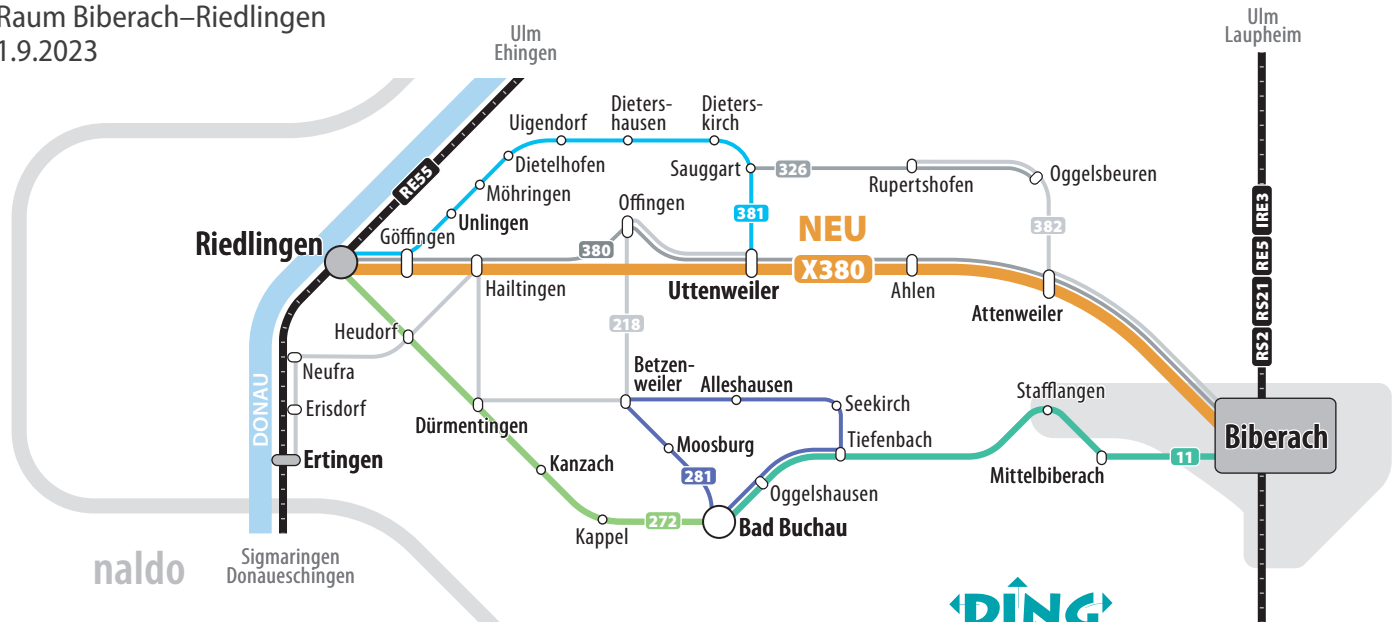 Raum Biberach–Riedlingen
1.9.2023
Ulm
Ehingen
Ulm
Laupheim
Dieters-
hausen
Dieters-
kirch
Uigendorf
Dietelhofen
Sauggart
326
Rupertshofen
Oggelsbeuren
RE55
Möhringen
Unlingen
Offingen
381
NEU
382
IRE3
RE5
RS21
RS2
Riedlingen
Göffingen
380
X380
Hailtingen
Uttenweiler
Ahlen
Attenweiler
Heudorf
218
Neufra
Betzen-
weiler
Alleshausen
Stafflangen
DONAU
Erisdorf
Seekirch
Dürmentingen
Tiefenbach
Biberach
Ertingen
Kanzach
Moosburg
281
Mittelbiberach
11
Oggelshausen
Kappel
272
Bad Buchau
naldo
Sigmaringen
Donaueschingen
DING